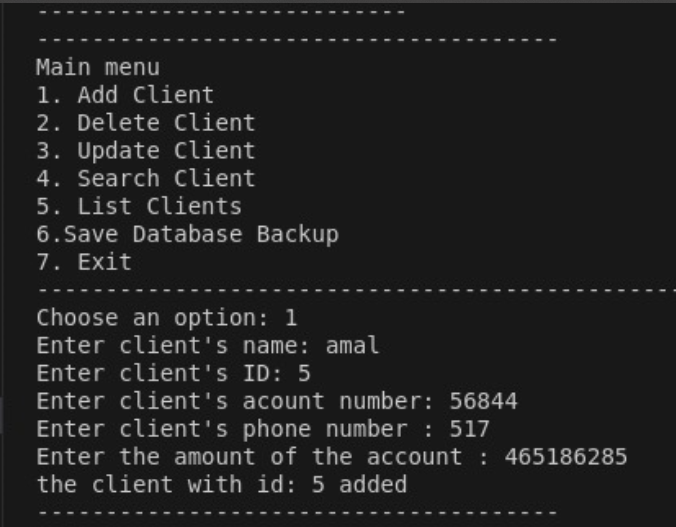 ---------------------------
--------------------------------------
Main menu
1. Add Client
2. Delete Client
3. Update Client
4. Search Client
5. List Clients
6.Save Database Backup
7. Exit
-----------------------------------------------
Choose an option: 1
Enter client's name: amal
Enter client's ID: 5
Enter client's acount number: 56844
Enter client's phone number : 517
Enter the amount of the account : 465186285
the client with id: 5 added
--------------------------------------